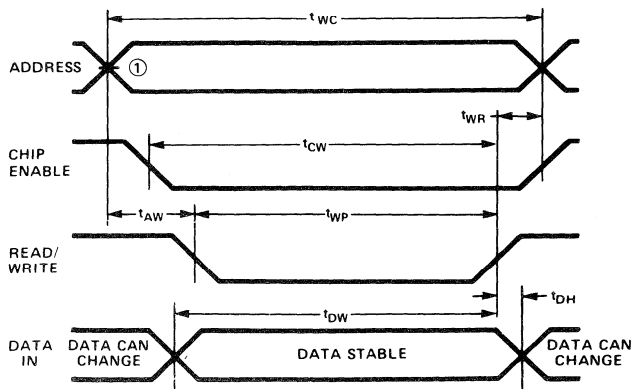 tWC
ADDRESS
①
tWR
CHIP
ENABLE
tCW
tAW
tWP
READ/
WRITE
tDW
tDH
DATA
IN
DATA CAN
CHANGE
DATA STABLE
DATA CAN
CHANGE